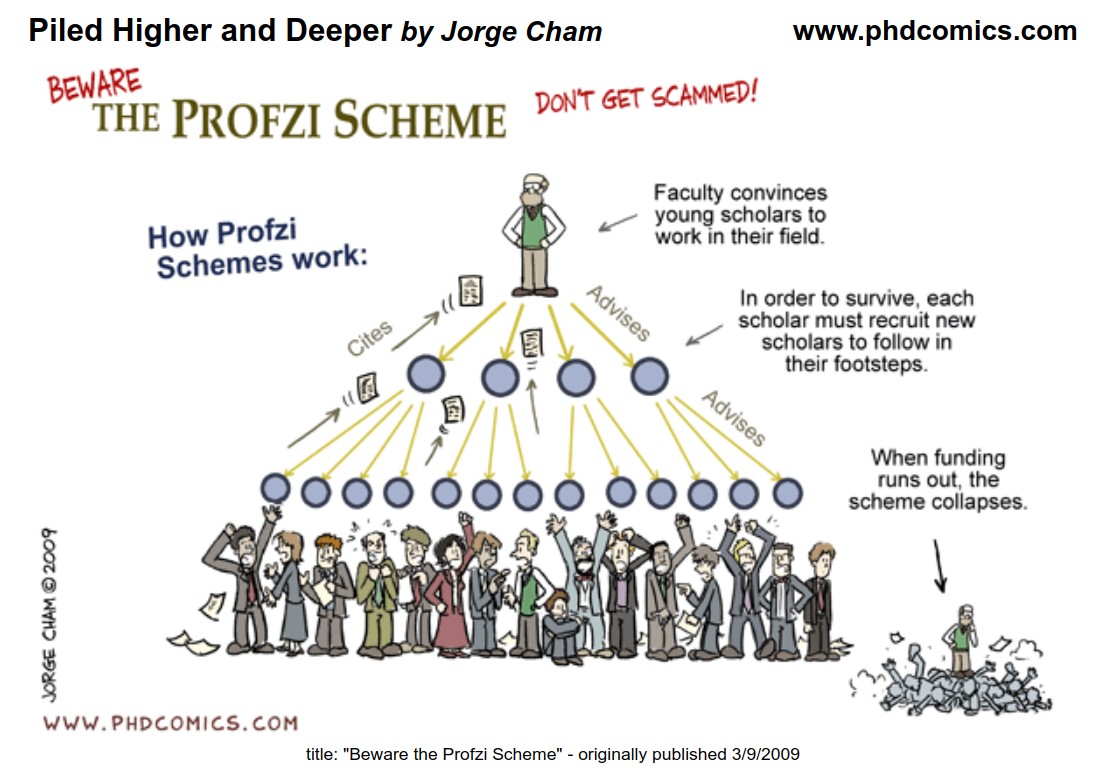 Piled Higher and Deeper by Jorge Cham
www.phdcomics.com
BEWARE
THE PROFZI SCHEME
DON'T GET SCAMMED!
How Profzi
Schemes work:
Faculty convinces
young scholars to
work in their field.
Cites
Advises
In order to survive, each
scholar must recruit new
scholars to follow in
their footsteps.
Advises
When funding
runs out, the
scheme collapses.
JORGE CHAM © 2009
WWW.PHDCOMICS.COM
title: "Beware the Profzi Scheme" - originally published 3/9/2009